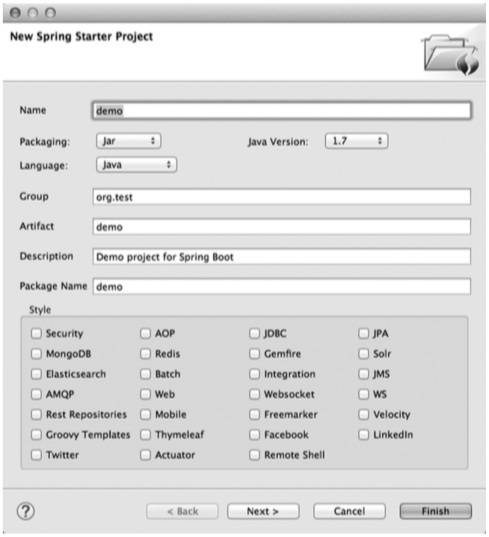 New Spring Starter Project
Name demo
Packaging: Jar Java Version: 1.7
Language: Java
Group org.test
Artifact demo
Description Demo project for Spring Boot
Package Name demo
Style
Security AOP JDBC JPA
MongoDB Redis Gemfire Solr
Elasticsearch Batch Integration JMS
AMQP Web Websocket WS
Rest Repositories Mobile Freemarker Velocity
Groovy Templates Thymeleaf Facebook LinkedIn
Twitter Actuator Remote Shell
? < Back Next > Cancel Finish